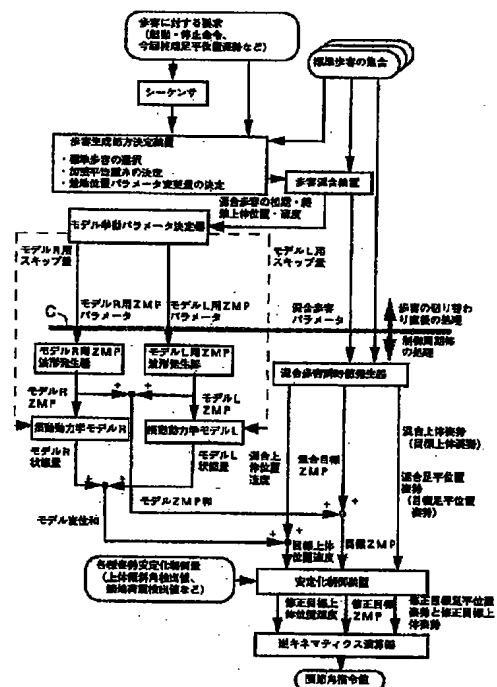 歩容に対する要求
(起動・停止命令、
今回支持脚足平位置姿勢など)
標準歩容の集合
シーケンサ
歩容生成処方決定装置
・標準歩容の選択
・加重平均重みの決定
・着地位置パラメータ変更量の決定
歩容混合装置
混合歩容の初期・終
端上体位置・速度
モデル挙動パラメータ決定器
モデルR用
スキップ量
モデルL用
スキップ量
モデルR用ZMP
パラメータ
モデルL用ZMP
パラメータ
混合歩容
パラメータ
歩容の切り替わり
直後の処理
C
制御周期毎
の処理
モデルR用ZMP
波形発生器
モデルL用ZMP
波形発生器
混合歩容瞬時値発生器
モデルR
ZMP
モデルL
ZMP
摂動動力学モデルR
摂動動力学モデルL
モデルR
状態量
モデルL
状態量
混合上体
位置
速度
混合目標
ZMP
混合上体姿勢
(目標上体姿勢)
混合足平位置
姿勢
(目標足平位置
姿勢)
モデルZMP和
モデル変位和
目標上体
位置速度
目標ZMP
各種姿勢安定化制御量
(上体傾斜角検出値、
接地荷重検出値など)
安定化制御装置
修正目標上
体位置速度
修正目標
ZMP
修正目標足平位置
姿勢と修正目標上
体姿勢
逆キネマティクス演算器
関節角指令値